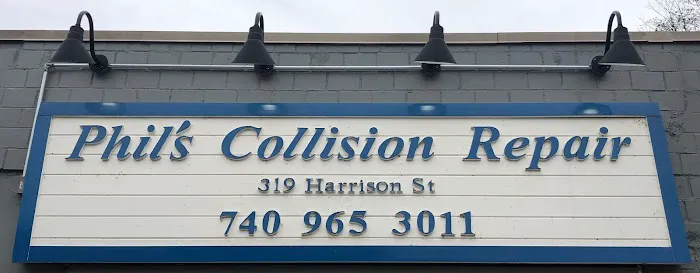 Phil's Collision Repair
319 Harrison St
740 965 3011